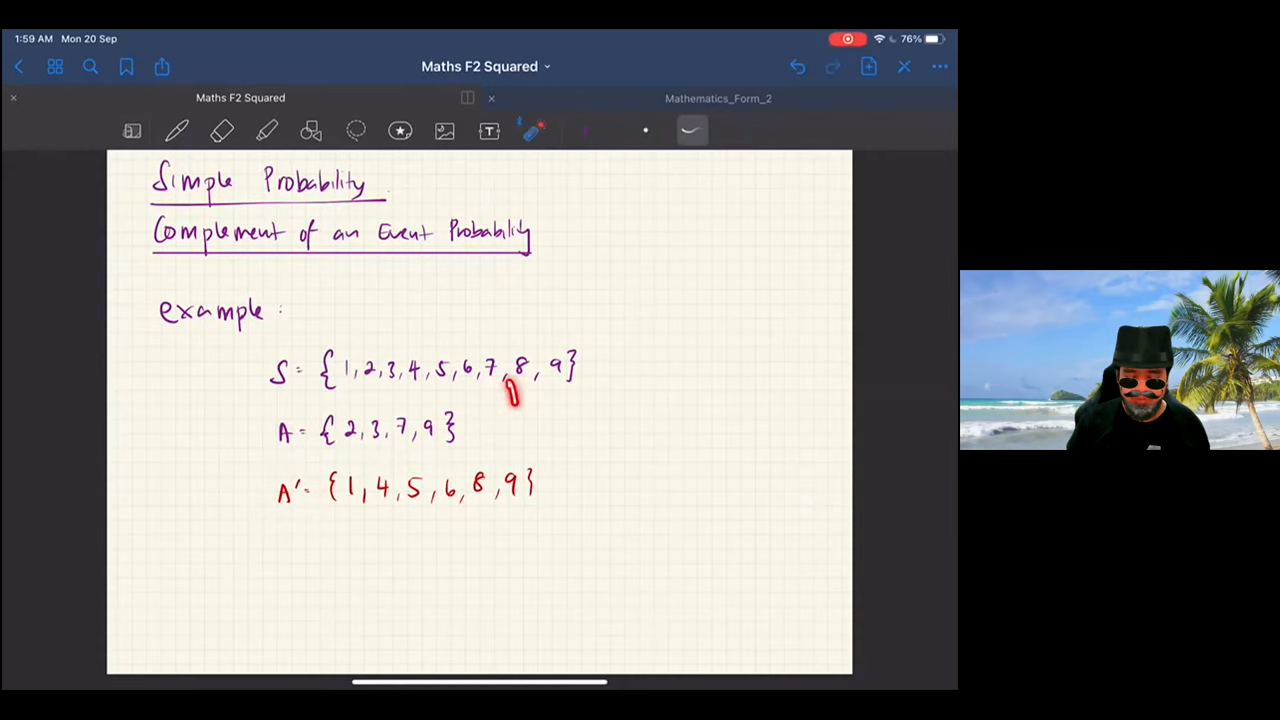 1:59 AM Mon 20 Sep
76%
Maths F2 Squared
Maths F2 Squared
Mathematics_Form_2
Simple Probability
Complement of an Event Probability
example :
S = { 1, 2, 3, 4, 5, 6, 7, 8, 9 }
A = { 2, 3, 7, 9 }
A' = { 1, 4, 5, 6, 8, 9 }